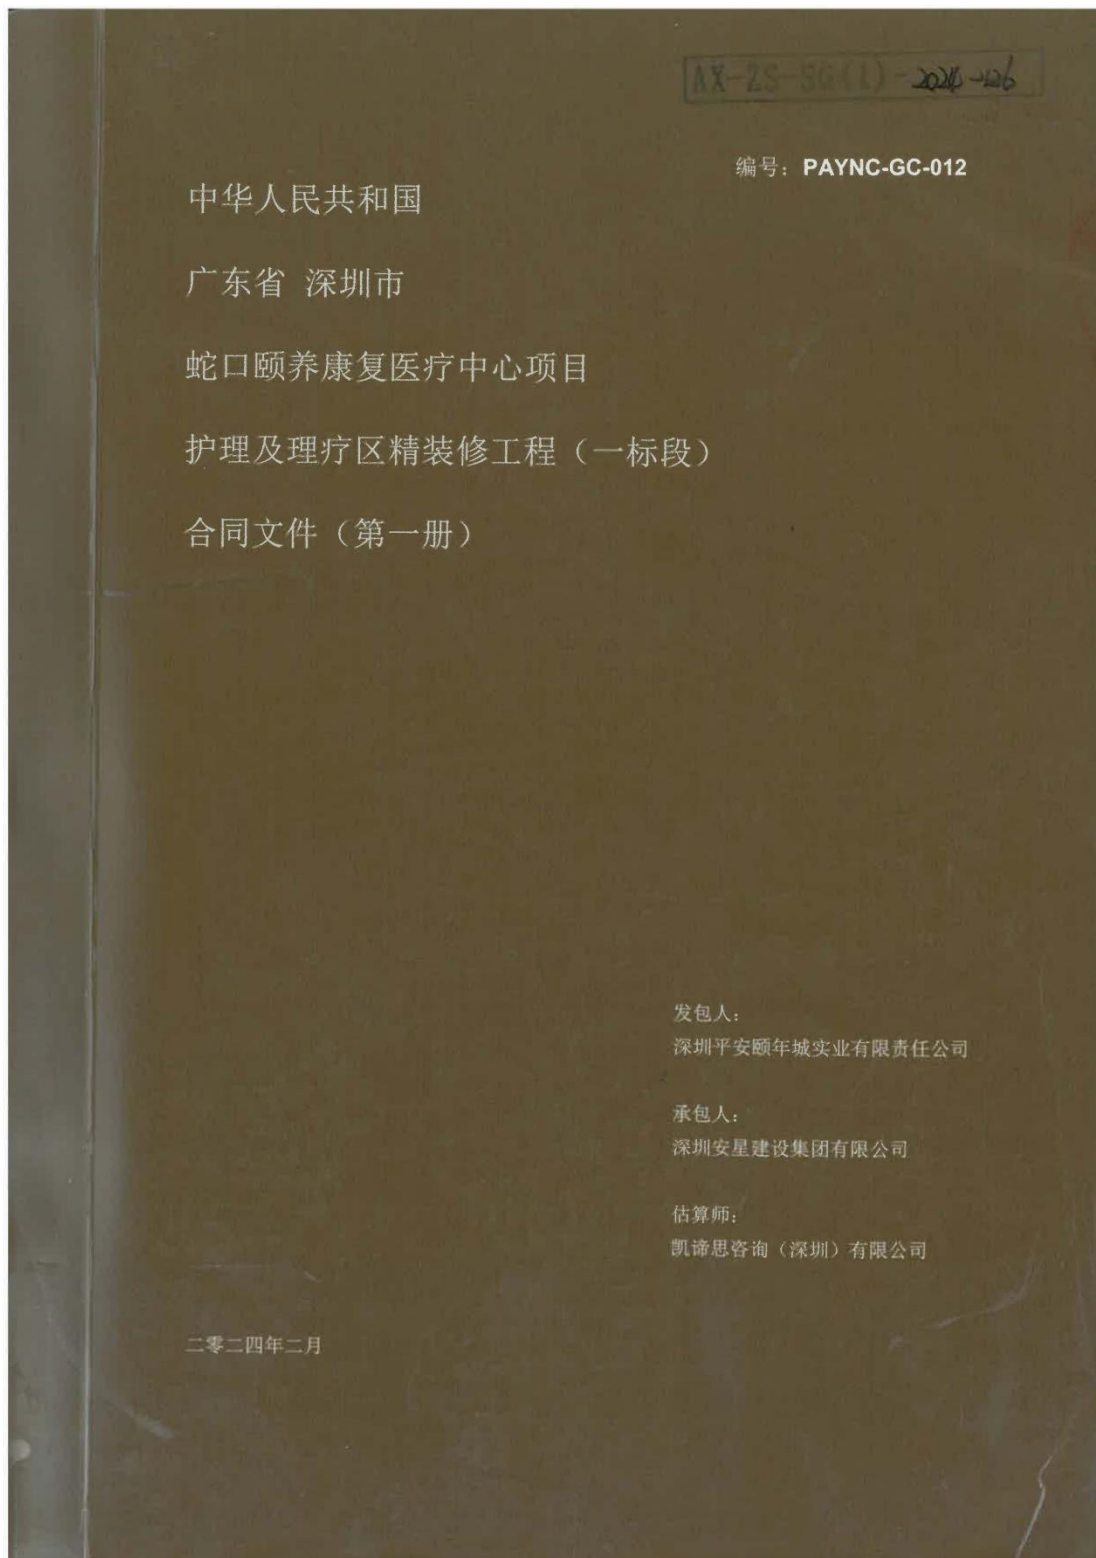 AX-ZS-SG(1)-2024-026
编号：PAYNC-GC-012
中华人民共和国
广东省 深圳市
蛇口颐养康复医疗中心项目
护理及理疗区精装修工程（一标段）
合同文件（第一册）
发包人：
深圳平安颐年城实业有限责任公司
承包人：
深圳安星建设集团有限公司
估算师：
凯谛思咨询（深圳）有限公司
二零二四年二月